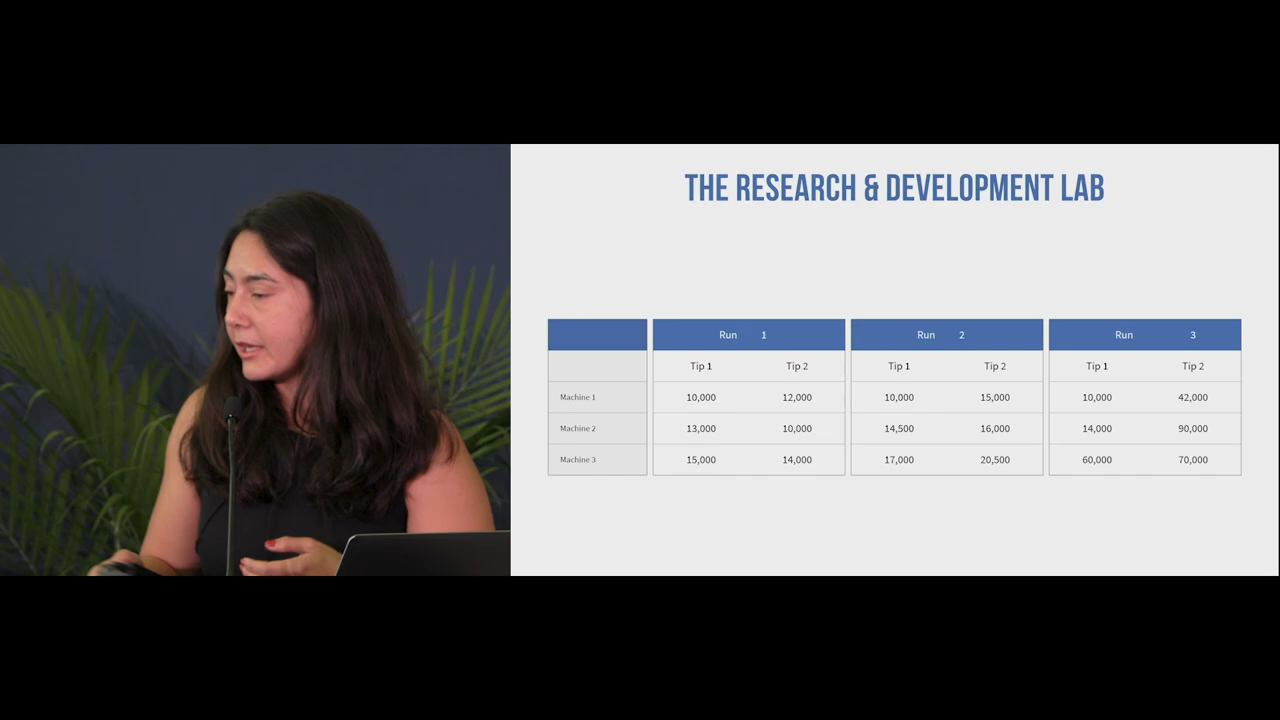 THE RESEARCH & DEVELOPMENT LAB
Run 1 Run 2 Run 3
Tip 1 Tip 2 Tip 1 Tip 2 Tip 1 Tip 2
Machine 1 10,000 12,000 10,000 15,000 10,000 42,000
Machine 2 13,000 10,000 14,500 16,000 14,000 90,000
Machine 3 15,000 14,000 17,000 20,500 60,000 70,000